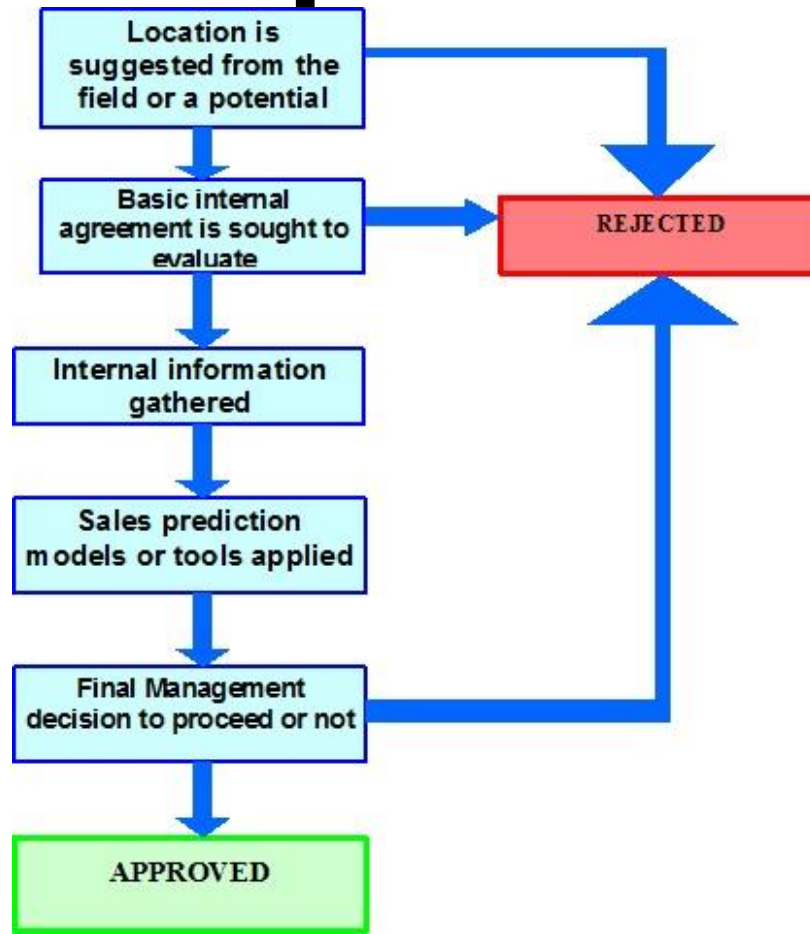 Location is
suggested from the
field or a potential
Basic internal
agreement is sought to
evaluate
REJECTED
Internal information
gathered
Sales prediction
models or tools applied
Final Management
decision to proceed or not
APPROVED